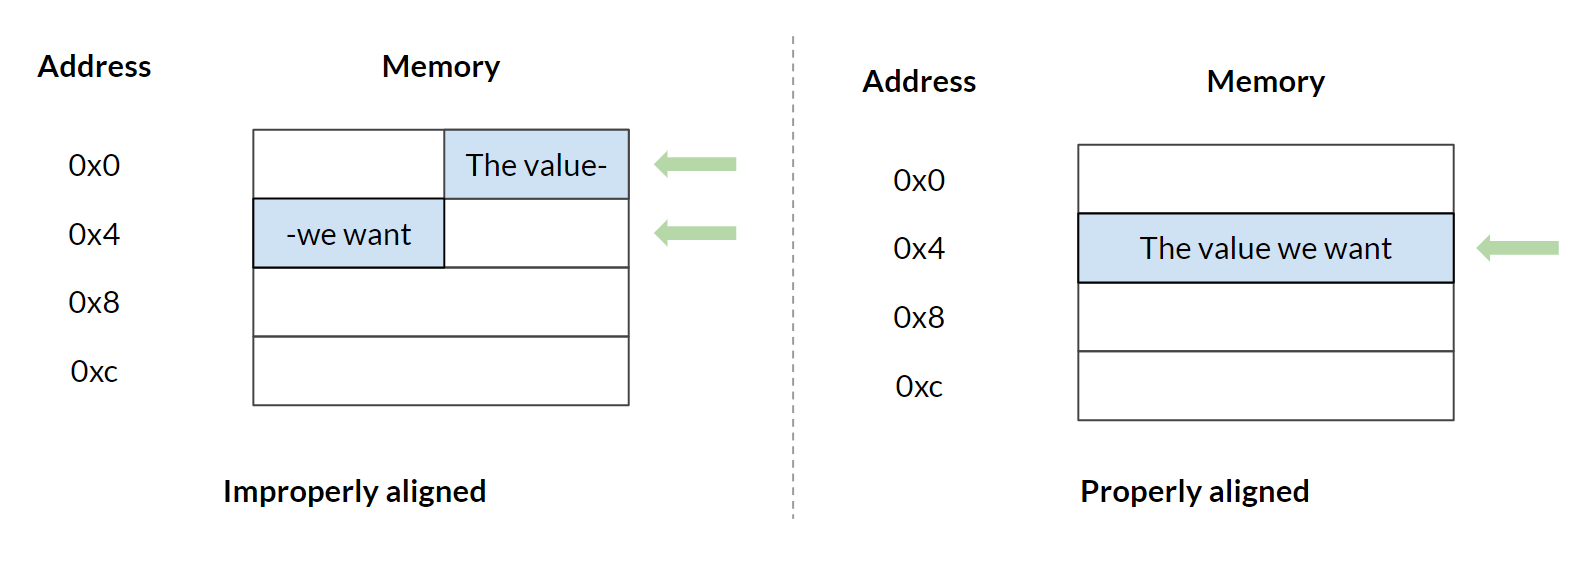 Address Memory
0x0 The value-
0x4 -we want
0x8
0xc
Improperly aligned
Address Memory
0x0
0x4 The value we want
0x8
0xc
Properly aligned